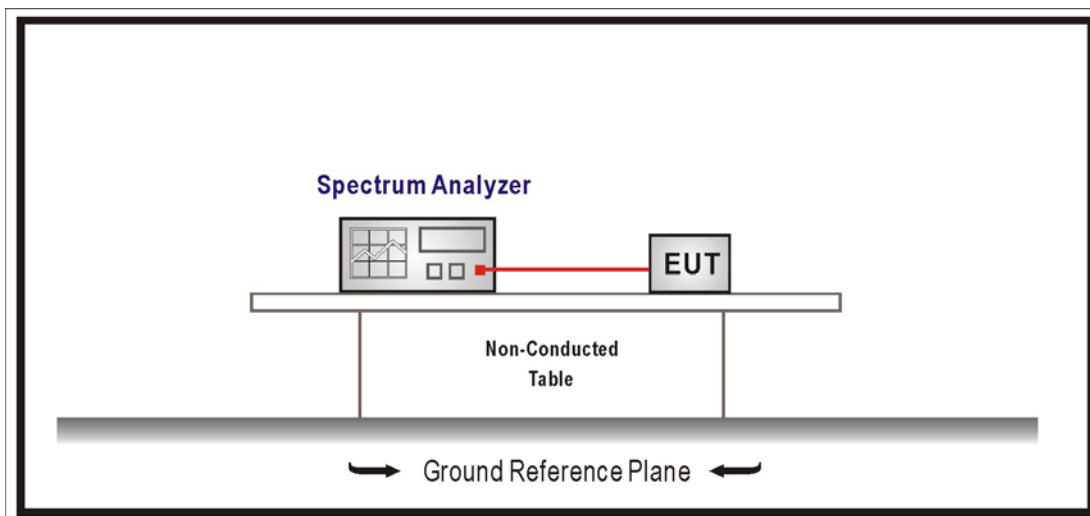 Spectrum Analyzer
EUT
Non-Conducted
Table
Ground Reference Plane